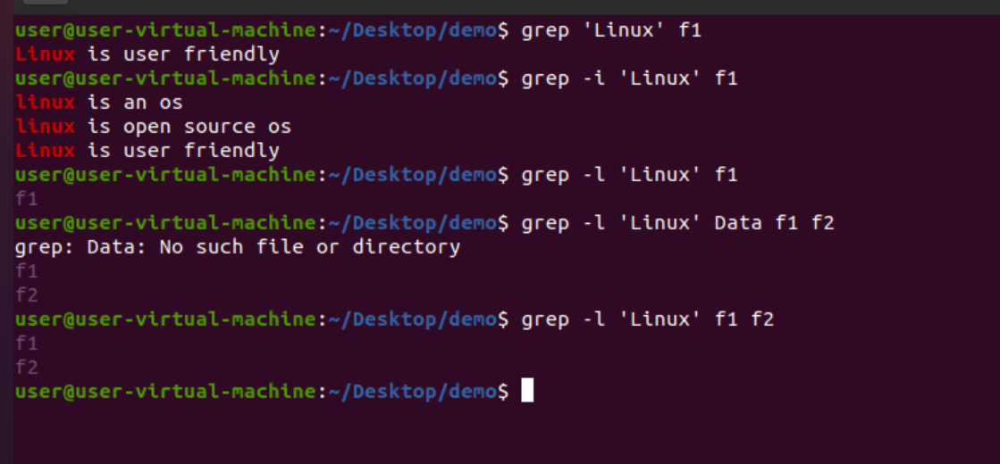 user@user-virtual-machine:~/Desktop/demo$ grep 'Linux' f1
Linux is user friendly
user@user-virtual-machine:~/Desktop/demo$ grep -i 'Linux' f1
linux is an os
linux is open source os
Linux is user friendly
user@user-virtual-machine:~/Desktop/demo$ grep -l 'Linux' f1
f1
user@user-virtual-machine:~/Desktop/demo$ grep -l 'Linux' Data f1 f2
grep: Data: No such file or directory
f1
f2
user@user-virtual-machine:~/Desktop/demo$ grep -l 'Linux' f1 f2
f1
f2
user@user-virtual-machine:~/Desktop/demo$